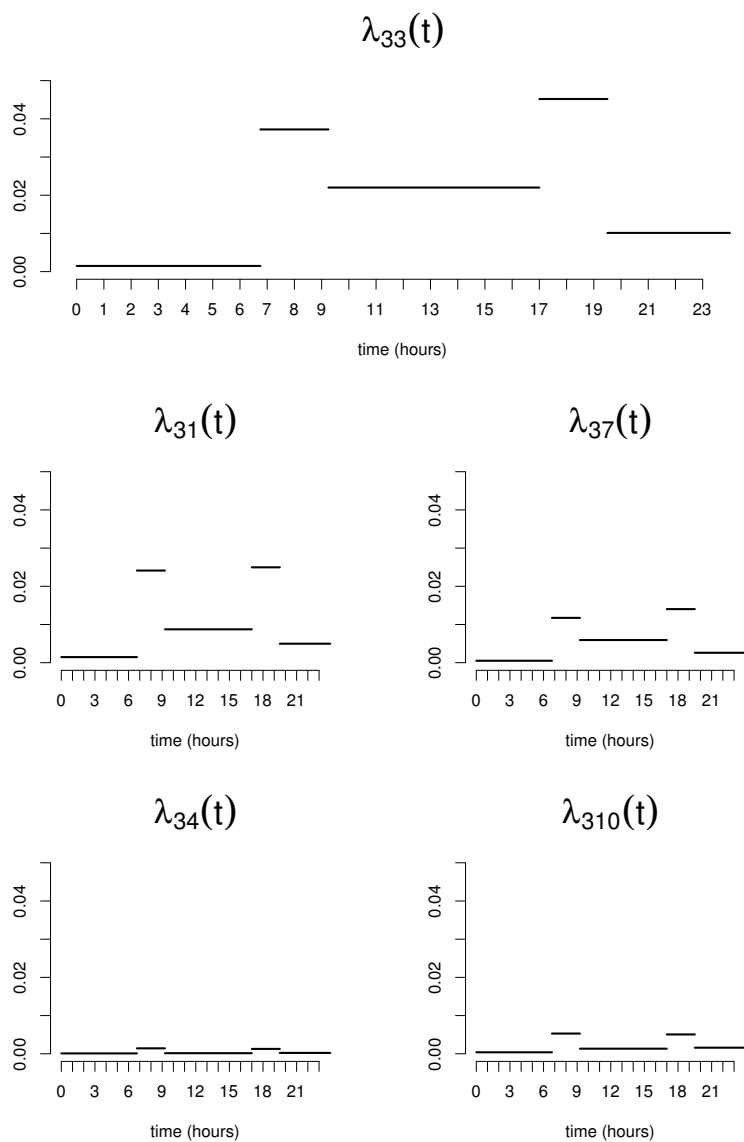 λ33(t)
0.04
0.02
0.00
0 1 2 3 4 5 6 7 8 9 11 13 15 17 19 21 23
time (hours)
λ31(t) λ37(t)
0.04 0.04
0.02 0.02
0.00 0.00
0 3 6 9 12 15 18 21 0 3 6 9 12 15 18 21
time (hours) time (hours)
λ34(t) λ310(t)
0.04 0.04
0.02 0.02
0.00 0.00
0 3 6 9 12 15 18 21 0 3 6 9 12 15 18 21
time (hours) time (hours)